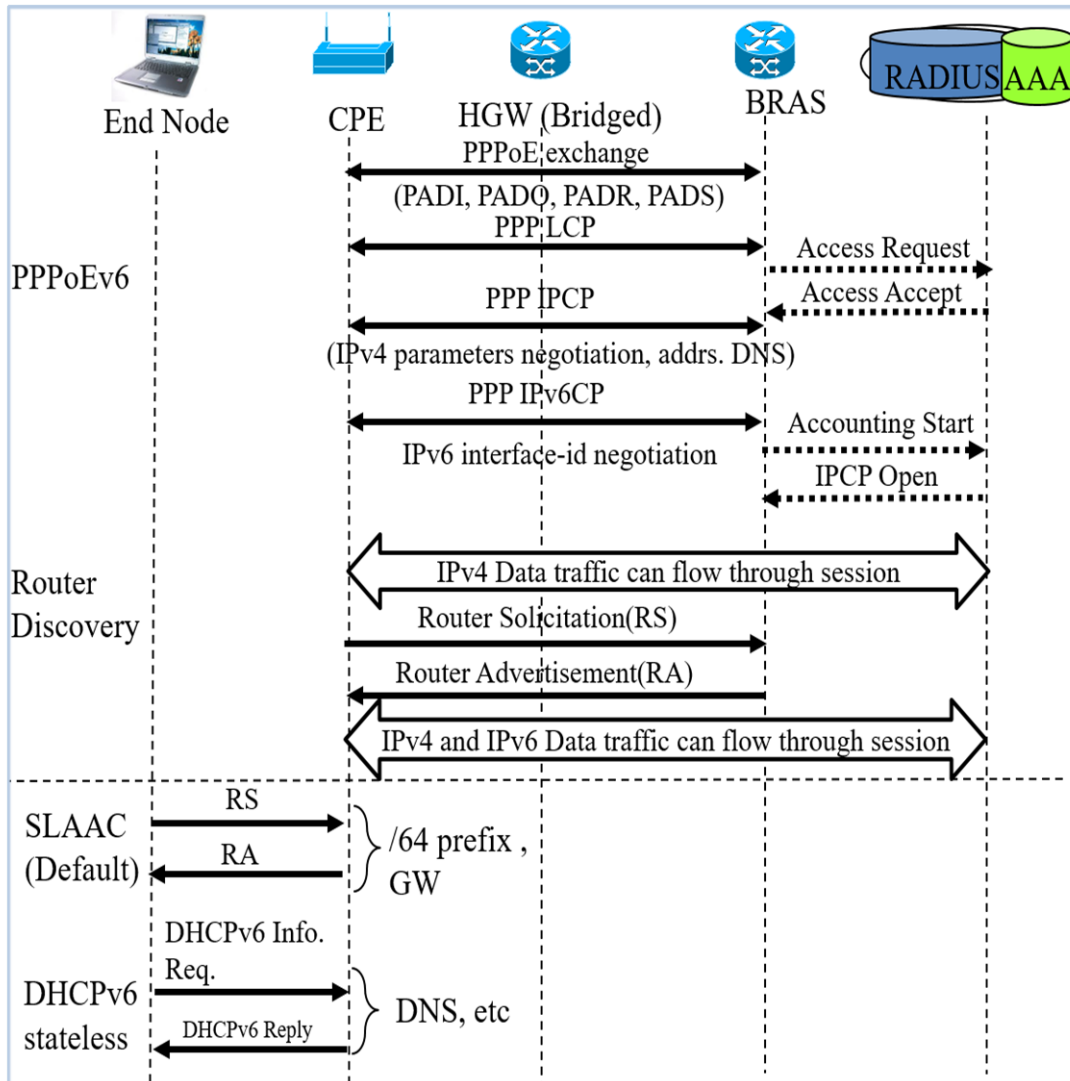 RADIUS
AAA
End Node
CPE
HGW (Bridged)
BRAS
PPPoE exchange
(PADI, PADO, PADR, PADS)
PPP LCP
Access Request
PPPoEv6
Access Accept
PPP IPCP
(IPv4 parameters negotiation, addrs. DNS)
PPP IPv6CP
Accounting Start
IPv6 interface-id negotiation
IPCP Open
IPv4 Data traffic can flow through session
Router
Discovery
Router Solicitation(RS)
Router Advertisement(RA)
IPv4 and IPv6 Data traffic can flow through session
RS
SLAAC
(Default)
RA
/64 prefix ,
GW
DHCPv6 Info.
Req.
DHCPv6
stateless
DNS, etc
DHCPv6 Reply